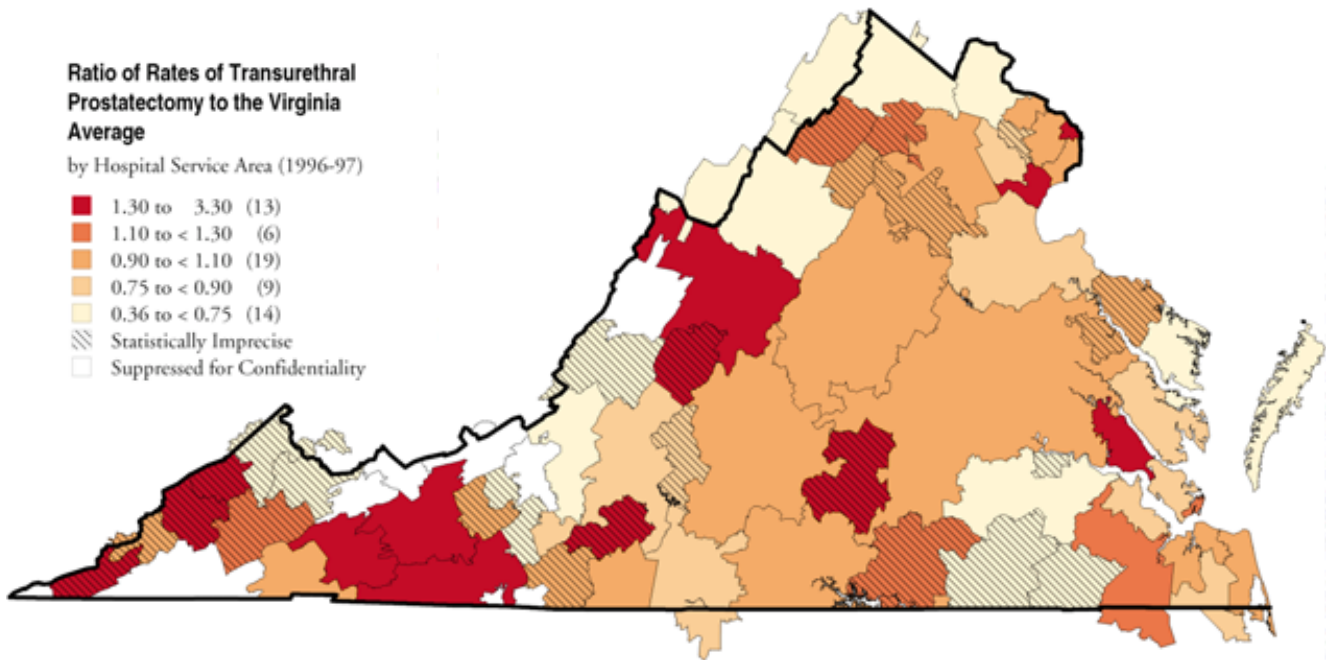 Ratio of Rates of Transurethral
Prostatectomy to the Virginia
Average
by Hospital Service Area (1996-97)
1.30 to 3.30 (13)
1.10 to < 1.30 (6)
0.90 to < 1.10 (19)
0.75 to < 0.90 (9)
0.36 to < 0.75 (14)
Statistically Imprecise
Suppressed for Confidentiality